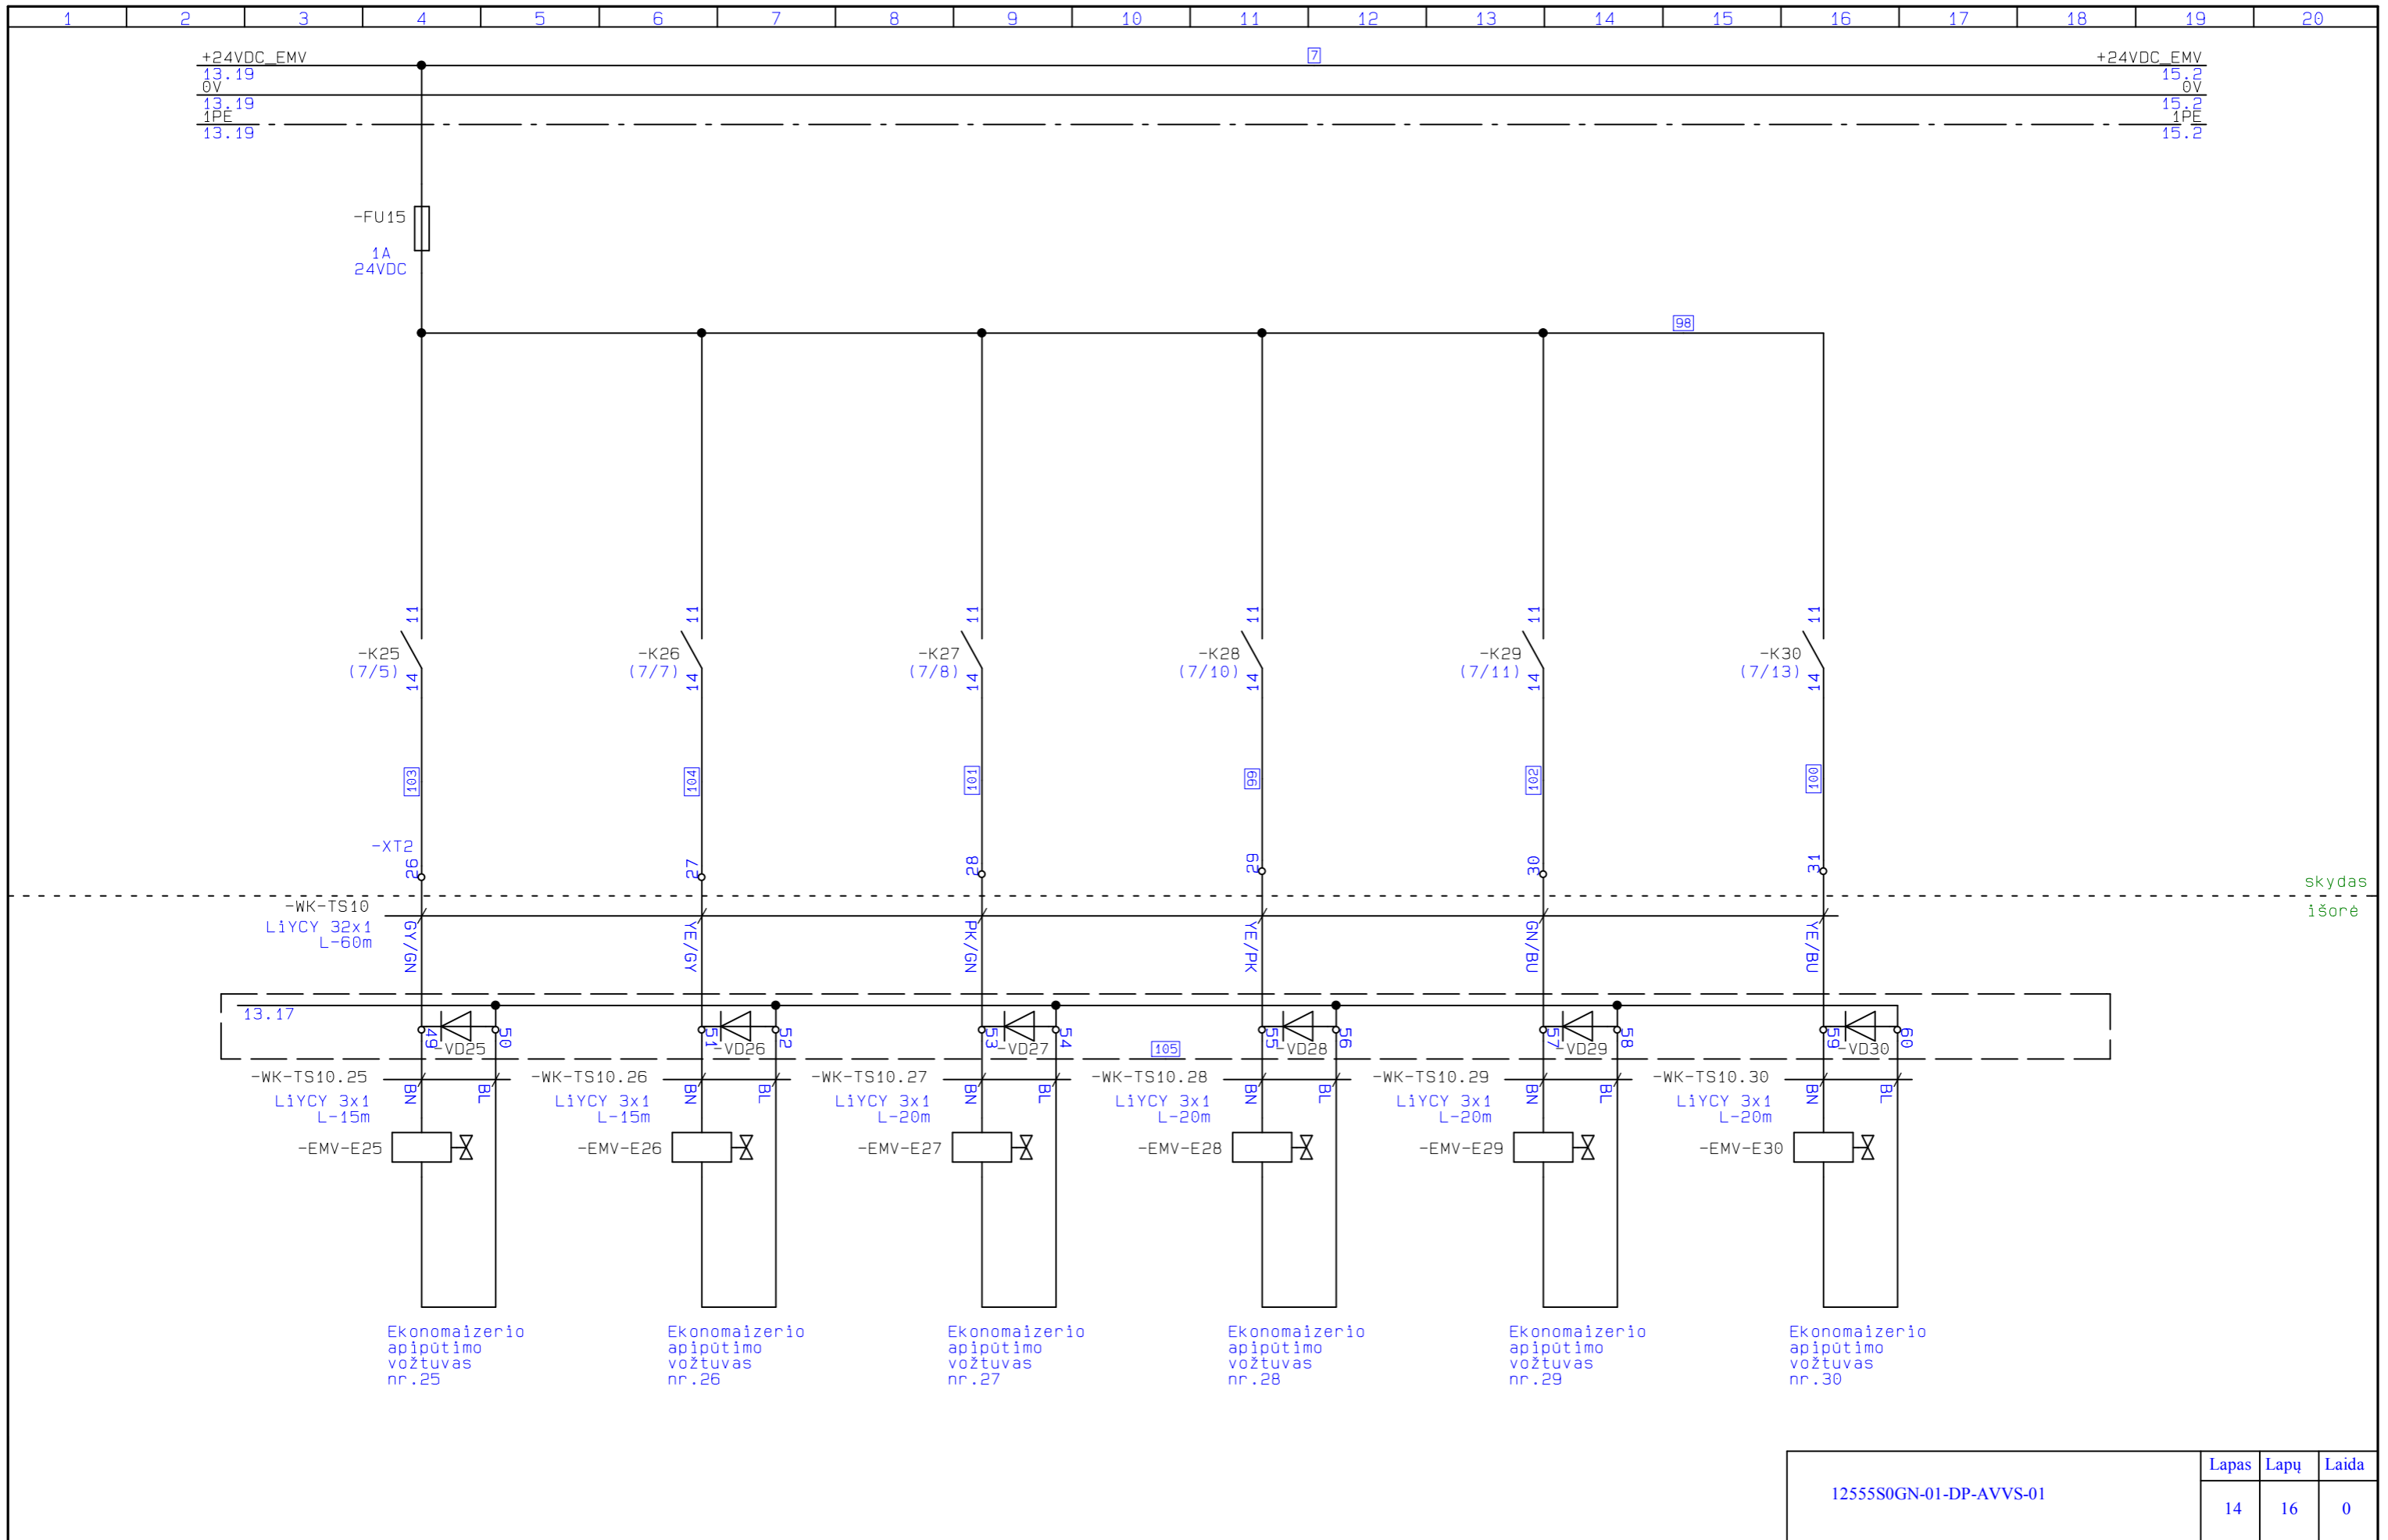 1 2 3 4 5 6 7 8 9 10 11 12 13 14 15 16 17 18 19 20
+24VDC_EMV 7 +24VDC_EMV
13.19 15.2
0V 0V
13.19 15.2
1PE 1PE
13.19 15.2
-FU15
1A
24VDC
98
11 11 11 11 11 11
-K25 -K26 -K27 -K28 -K29 -K30
(7/5) (7/7) (7/8) (7/10) (7/11) (7/13)
14 14 14 14 14 14
103 104 101 99 102 100
-XT2
26 27 28 29 30 31
skydas
-WK-TS10
išorė
LiYCY 32x1
L-60m
GY/GN YE/GY PK/GN YE/PK GN/BU YE/BU
13.17
49 50 51 52 53 54 55 56 57 58 59 60
-VD25 -VD26 -VD27 105 -VD28 -VD29 -VD30
-WK-TS10.25 -WK-TS10.26 -WK-TS10.27 -WK-TS10.28 -WK-TS10.29 -WK-TS10.30
BN BL BN BL BN BL BN BL BN BL BN BL
LiYCY 3x1 LiYCY 3x1 LiYCY 3x1 LiYCY 3x1 LiYCY 3x1 LiYCY 3x1
L-15m L-15m L-20m L-20m L-20m L-20m
-EMV-E25 -EMV-E26 -EMV-E27 -EMV-E28 -EMV-E29 -EMV-E30
Ekonomaizerio Ekonomaizerio Ekonomaizerio Ekonomaizerio Ekonomaizerio Ekonomaizerio
apipūtimo apipūtimo apipūtimo apipūtimo apipūtimo apipūtimo
vožtuvas vožtuvas vožtuvas vožtuvas vožtuvas vožtuvas
nr.25 nr.26 nr.27 nr.28 nr.29 nr.30
Lapas Lapų Laida
12555S0GN-01-DP-AVVS-01
14 16 0